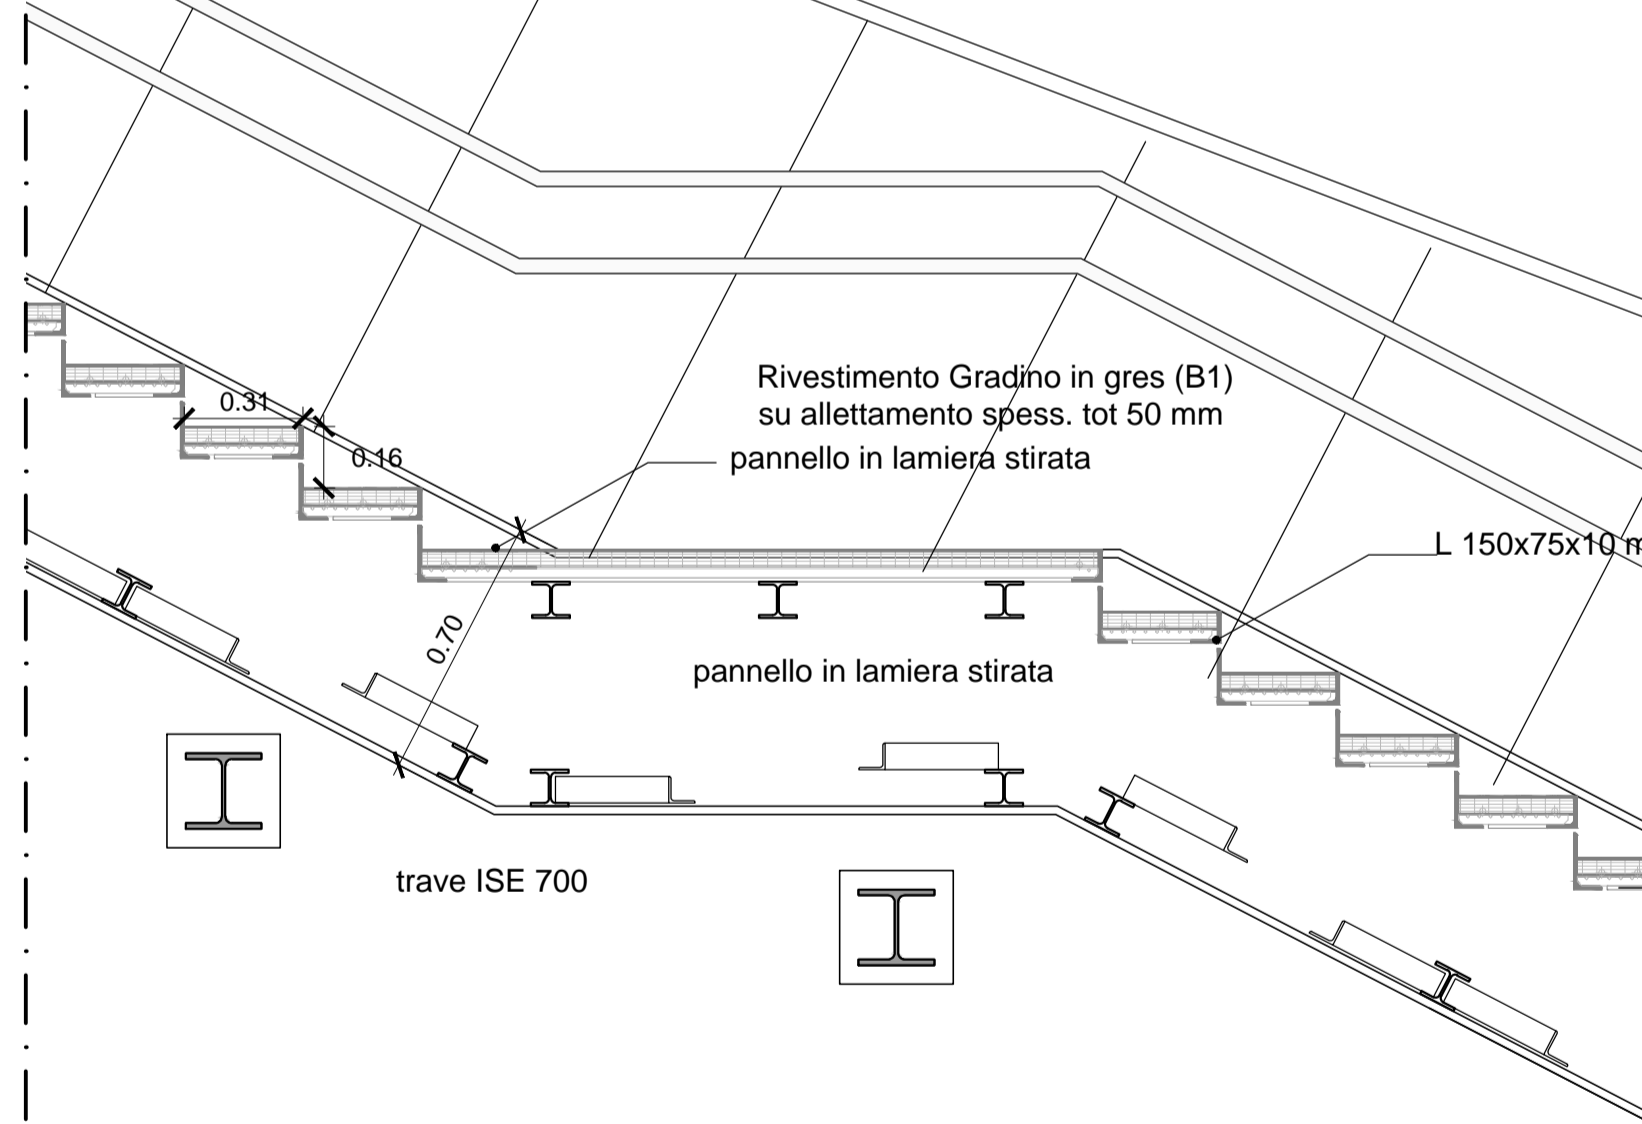 Rivestimento Gradino in gres (B1)
su allettamento spess. tot 50 mm
pannello in lamiera stirata
0.31
0.16
L 150x75x10 m
0.70
pannello in lamiera stirata
trave ISE 700